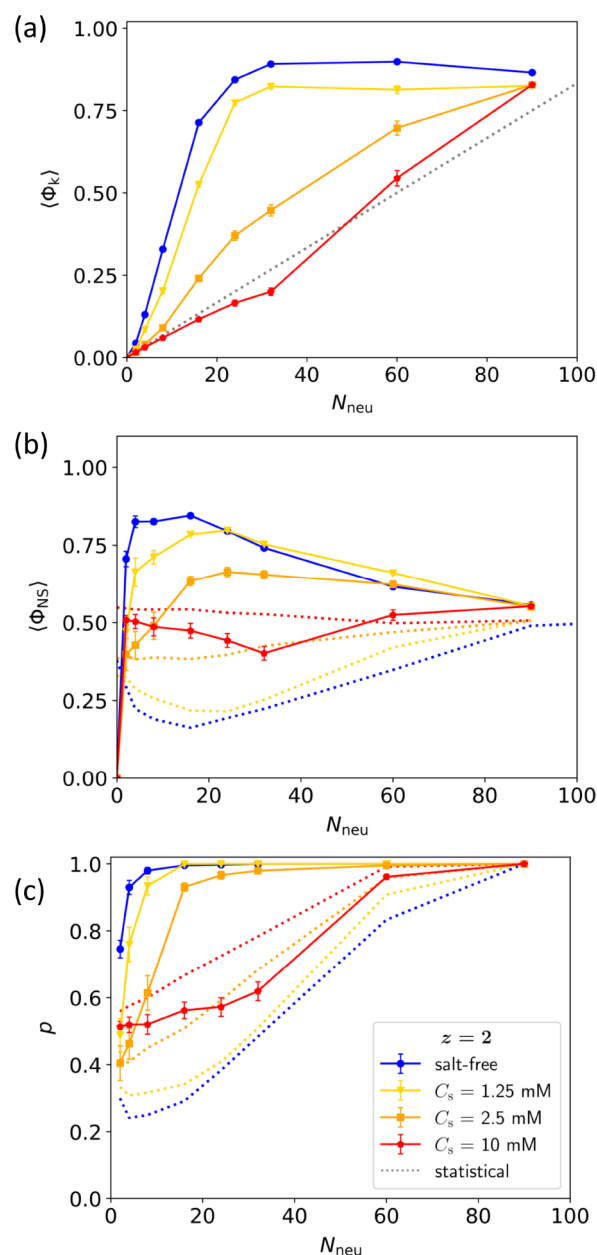 (a)
1.00
0.75
0.50
0.25
0.00
⟨Φk⟩
0 20 40 60 80 100
Nneu
(b)
1.00
0.75
0.50
0.25
0.00
⟨ΦNS⟩
0 20 40 60 80 100
Nneu
(c)
1.0
0.8
0.6
0.4
0.2
0.0
p
z = 2
salt-free
Cs = 1.25 mM
Cs = 2.5 mM
Cs = 10 mM
statistical
0 20 40 60 80 100
Nneu